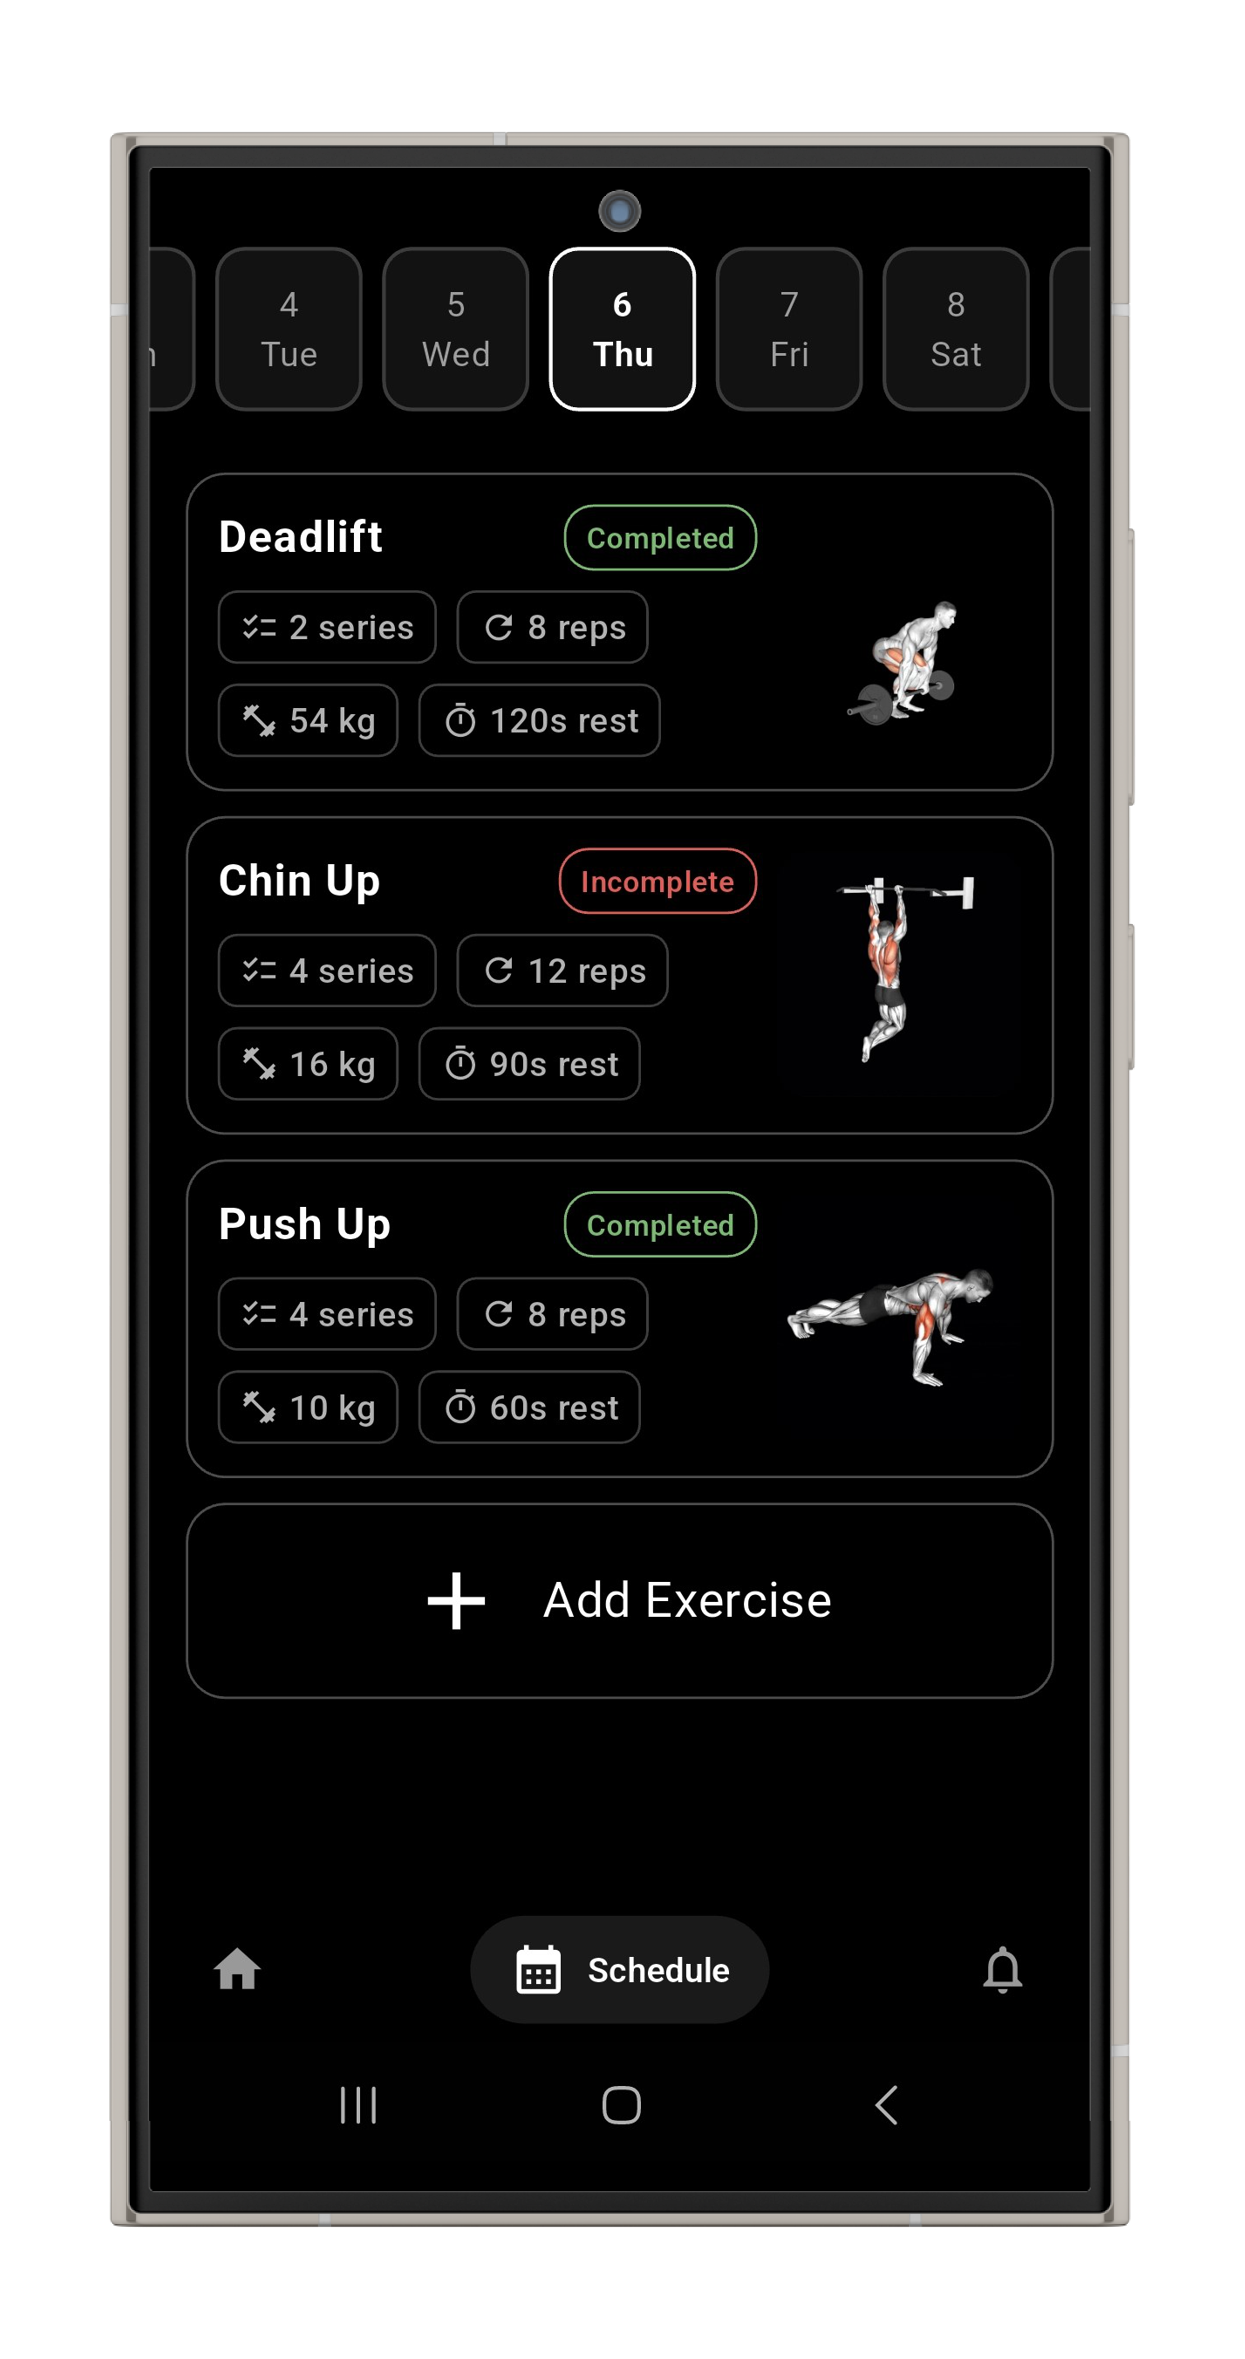 4
Tue
5
Wed
6
Thu
7
Fri
8
Sat
Deadlift
Completed
2 series
8 reps
54 kg
120s rest
Chin Up
Incomplete
4 series
12 reps
16 kg
90s rest
Push Up
Completed
4 series
8 reps
10 kg
60s rest
Add Exercise
Schedule